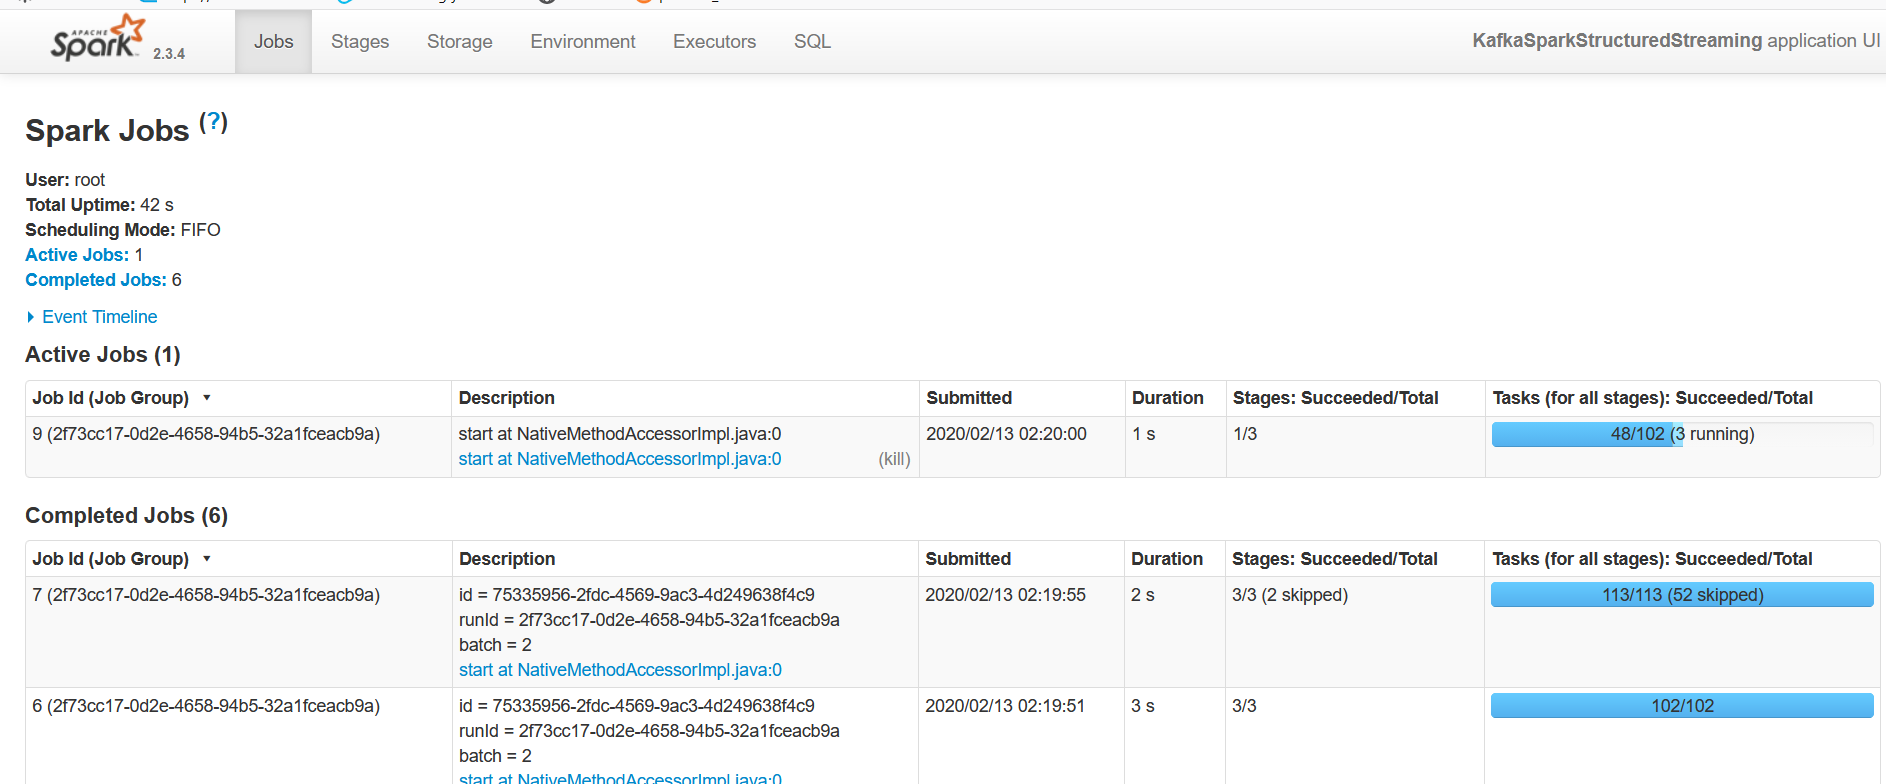 APACHE Spark 2.3.4 Jobs Stages Storage Environment Executors SQL KafkaSparkStructuredStreaming application UI
Spark Jobs (?)
User: root
Total Uptime: 42 s
Scheduling Mode: FIFO
Active Jobs: 1
Completed Jobs: 6
Event Timeline
Active Jobs (1)
Job Id (Job Group) ▾ Description Submitted Duration Stages: Succeeded/Total Tasks (for all stages): Succeeded/Total
9 (2f73cc17-0d2e-4658-94b5-32a1fceacb9a) start at NativeMethodAccessorImpl.java:0 2020/02/13 02:20:00 1 s 1/3 48/102 (3 running)
start at NativeMethodAccessorImpl.java:0 (kill)
Completed Jobs (6)
Job Id (Job Group) ▾ Description Submitted Duration Stages: Succeeded/Total Tasks (for all stages): Succeeded/Total
7 (2f73cc17-0d2e-4658-94b5-32a1fceacb9a) id = 75335956-2fdc-4569-9ac3-4d249638f4c9 2020/02/13 02:19:55 2 s 3/3 (2 skipped) 113/113 (52 skipped)
runId = 2f73cc17-0d2e-4658-94b5-32a1fceacb9a
batch = 2
start at NativeMethodAccessorImpl.java:0
6 (2f73cc17-0d2e-4658-94b5-32a1fceacb9a) id = 75335956-2fdc-4569-9ac3-4d249638f4c9 2020/02/13 02:19:51 3 s 3/3 102/102
runId = 2f73cc17-0d2e-4658-94b5-32a1fceacb9a
batch = 2
start at NativeMethodAccessorImpl.java:0